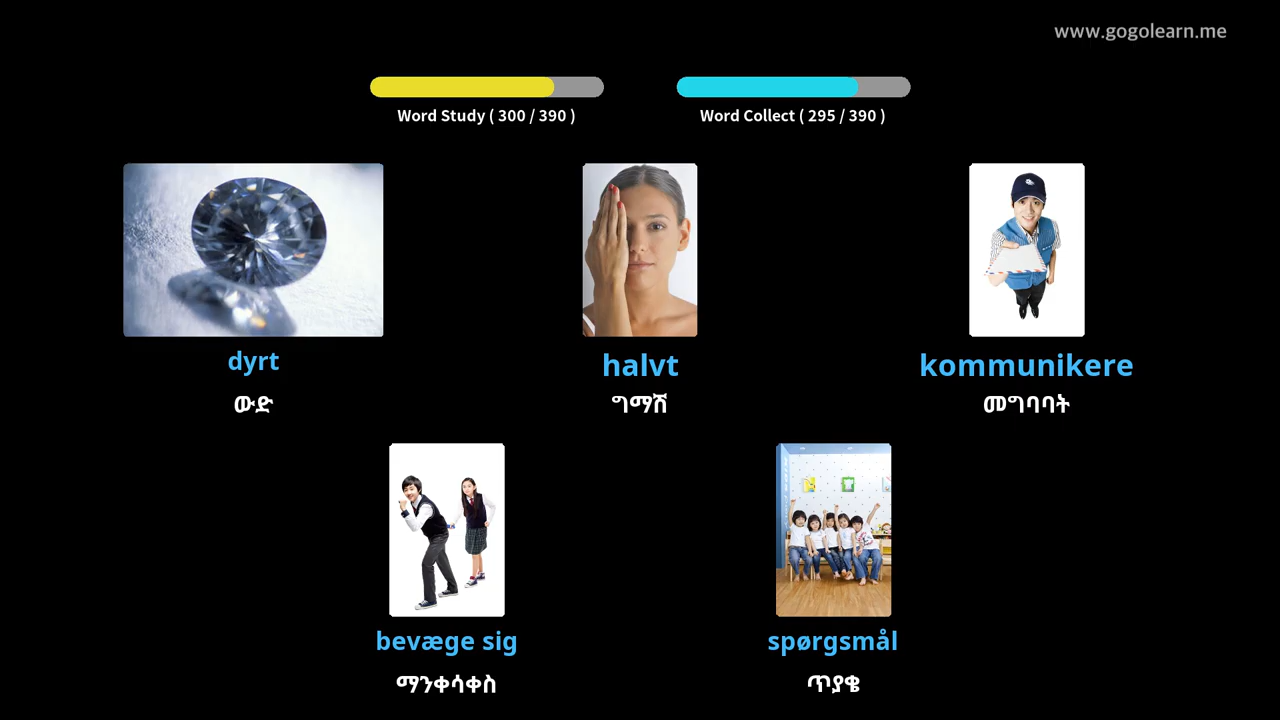 www.gogolearn.me
Word Study ( 300 / 390 )
Word Collect ( 295 / 390 )
dyrt
ውድ
halvt
ግማሽ
kommunikere
መግባባት
bevæge sig
ማንቀሳቀስ
spørgsmål
ጥያቄ